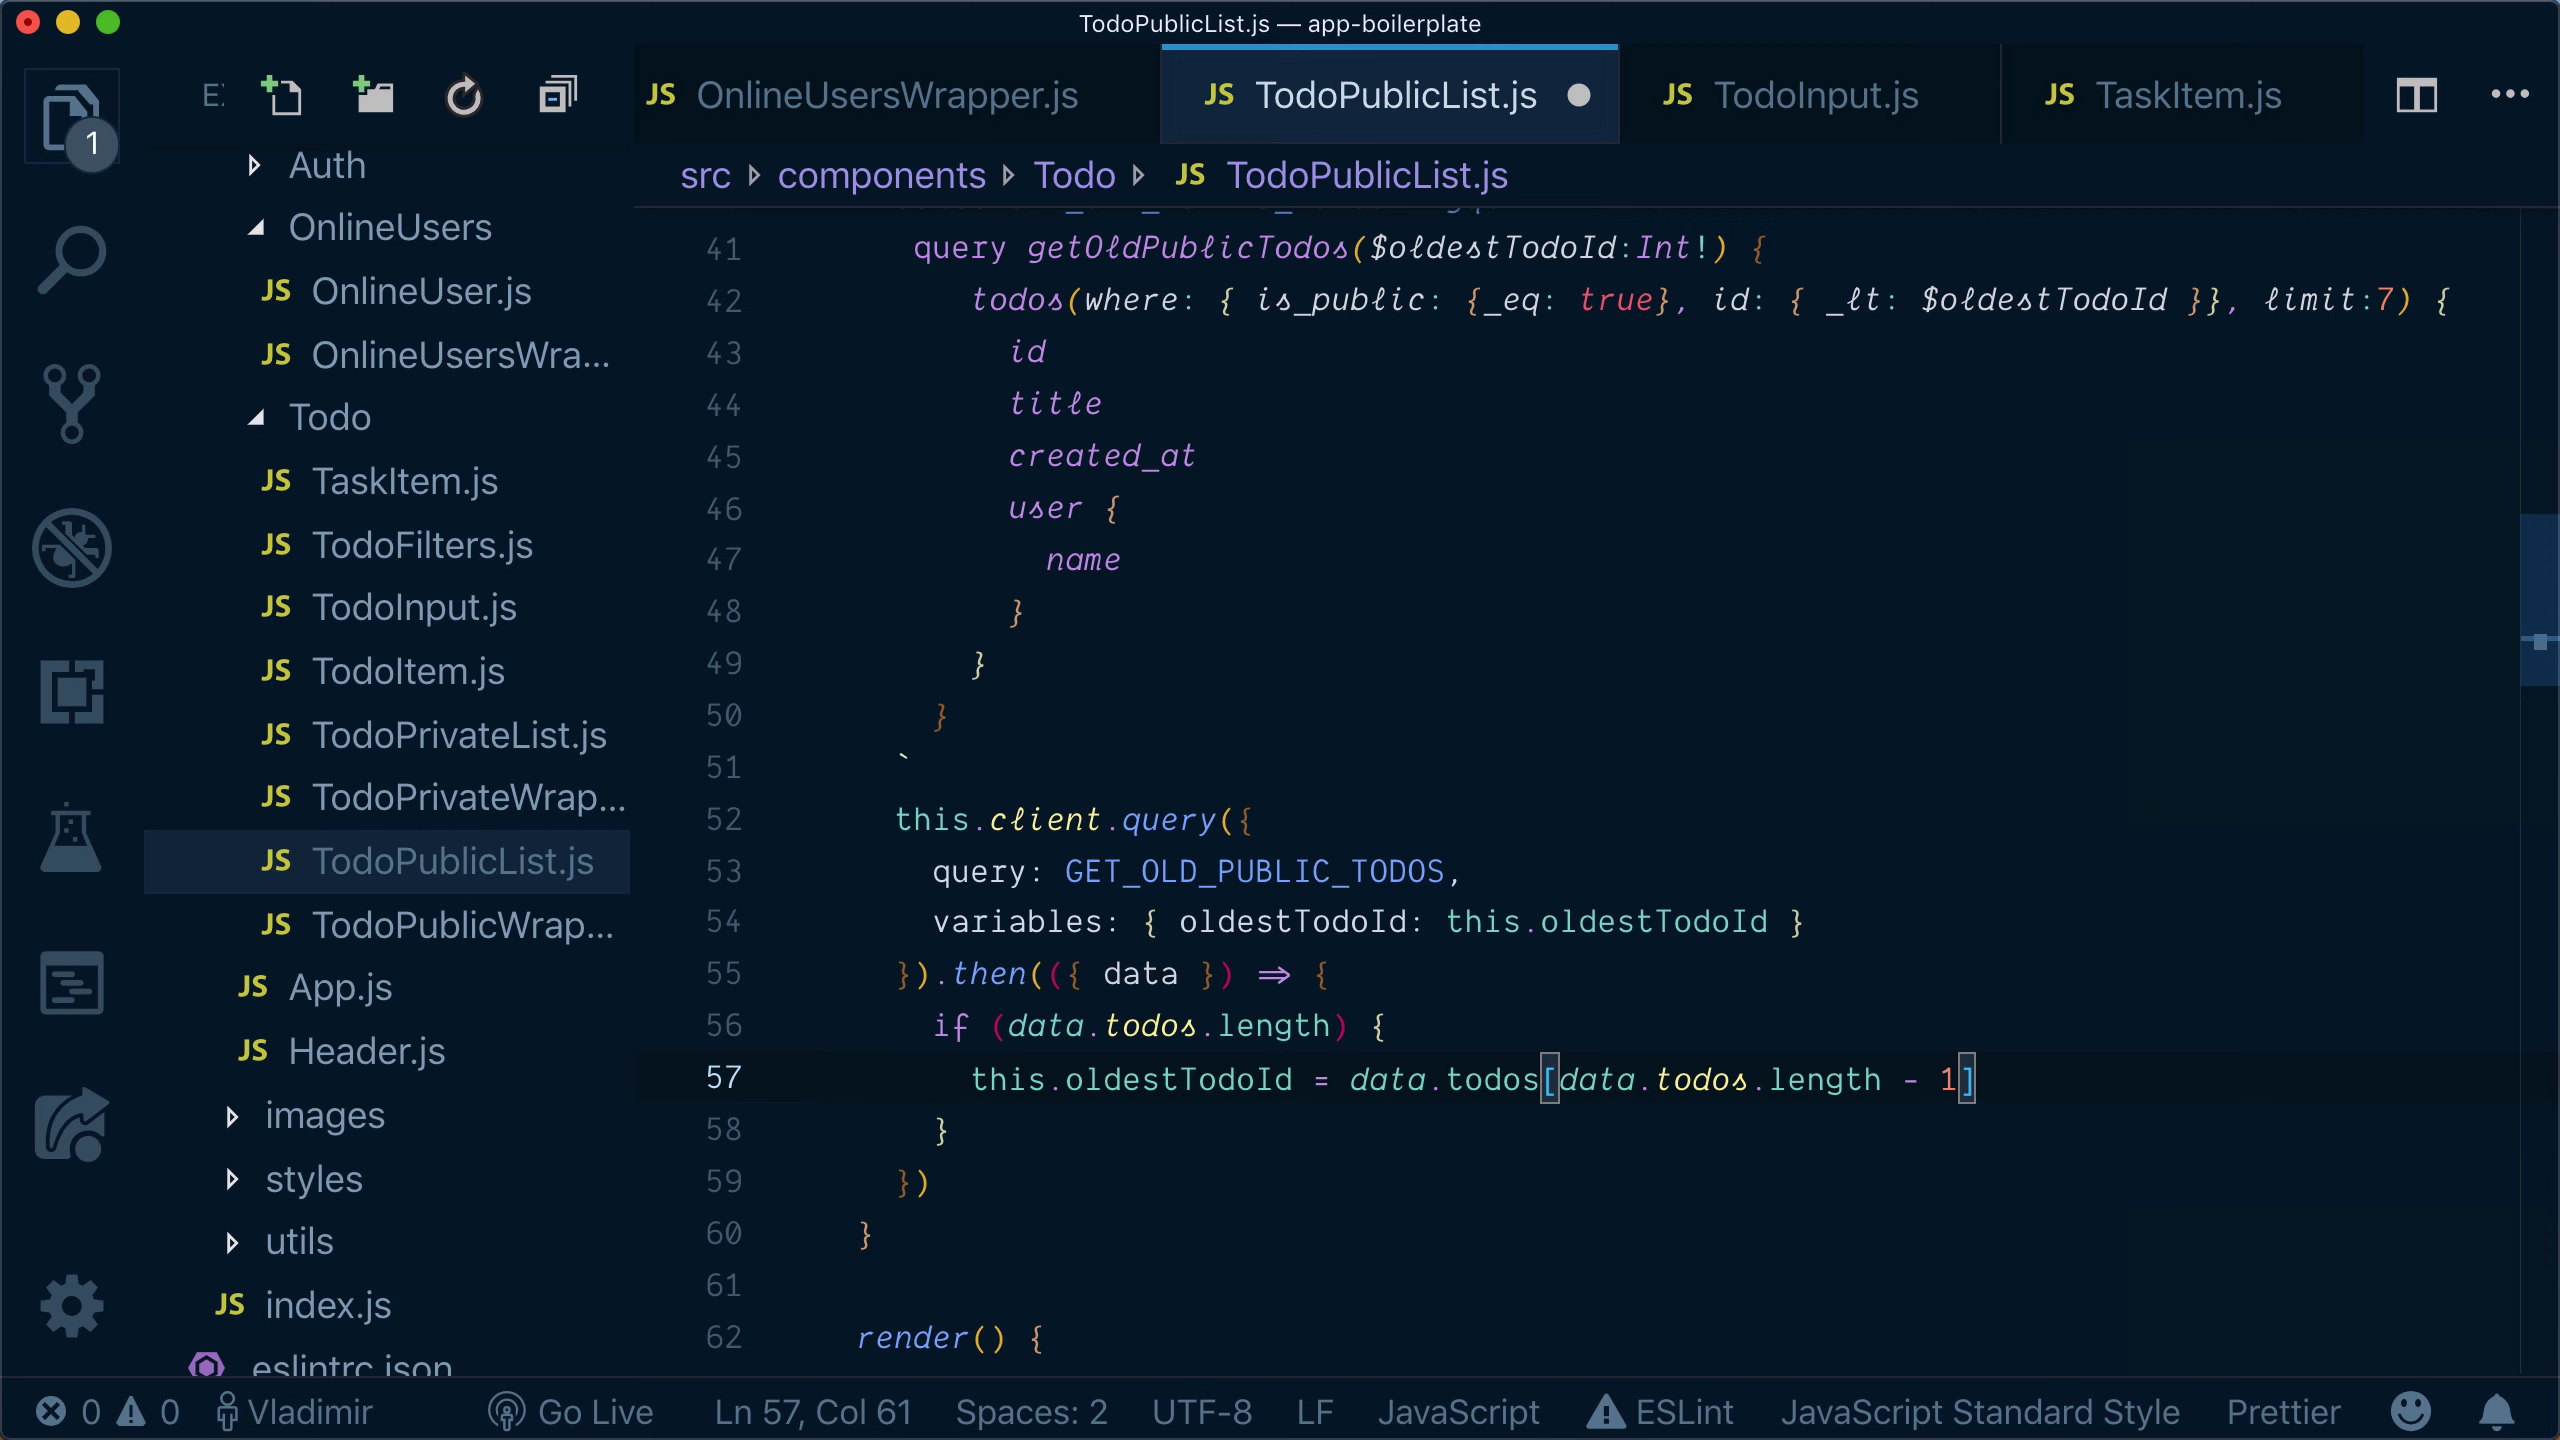 TodoPublicList.js — app-boilerplate
1
JS OnlineUsersWrapper.js
JS TodoPublicList.js
JS TodoInput.js
JS TaskItem.js
src components Todo JS TodoPublicList.js
Auth
OnlineUsers
JS OnlineUser.js
JS OnlineUsersWra...
Todo
JS TaskItem.js
JS TodoFilters.js
JS TodoInput.js
JS TodoItem.js
JS TodoPrivateList.js
JS TodoPrivateWrap...
JS TodoPublicList.js
JS TodoPublicWrap...
JS App.js
JS Header.js
images
styles
utils
JS index.js
eslintrc.json
41 query getOldPublicTodos($oldestTodoId:Int!) {
42 todos(where: { is_public: {_eq: true}, id: { _lt: $oldestTodoId }}, limit:7) {
43 id
44 title
45 created_at
46 user {
47 name
48 }
49 }
50 }
51 `
52 this.client.query({
53 query: GET_OLD_PUBLIC_TODOS,
54 variables: { oldestTodoId: this.oldestTodoId }
55 }).then(({ data }) ⇒ {
56 if (data.todos.length) {
57 this.oldestTodoId = data.todos[data.todos.length - 1]
58 }
59 })
60 }
61
62 render() {
0 0 Vladimir Go Live Ln 57, Col 61 Spaces: 2 UTF-8 LF JavaScript ESLint JavaScript Standard Style Prettier